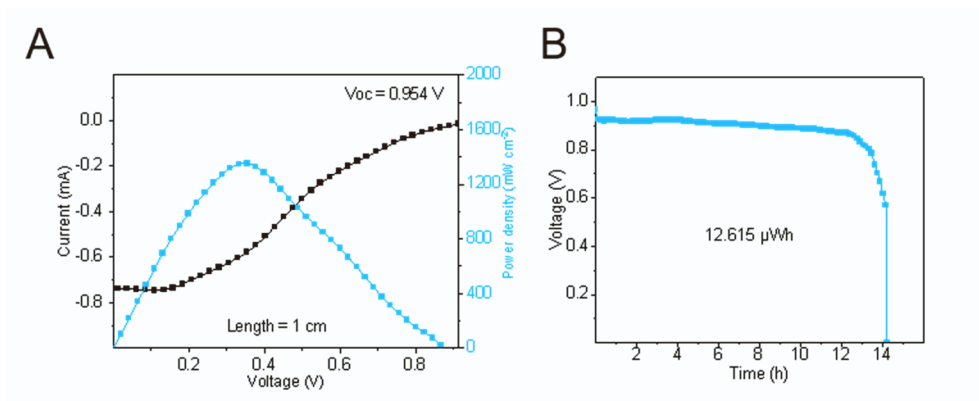 A
B
Voc = 0.954 V
Length = 1 cm
Current (mA)
0.0
-0.2
-0.4
-0.6
-0.8
0.2
0.4
0.6
0.8
Voltage (V)
2000
1600
1200
800
400
0
Power density (mW cm⁻²)
Voltage (V)
1.0
0.8
0.6
0.4
0.2
12.615 µWh
2
4
6
8
10
12
14
Time (h)